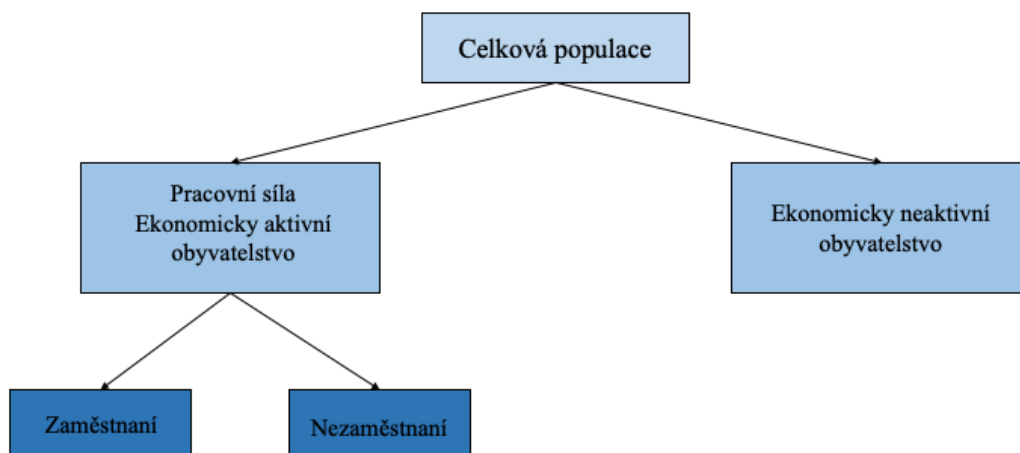 Celková populace
Pracovní síla
Ekonomicky aktivní
obyvatelstvo
Ekonomicky neaktivní
obyvatelstvo
Zaměstnaní
Nezaměstnaní